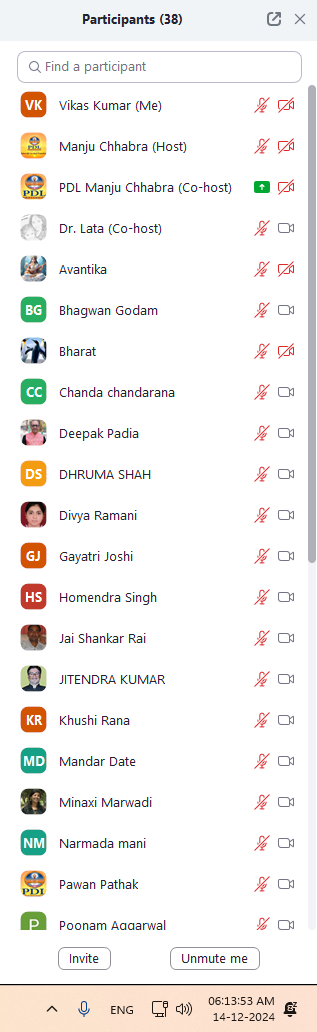 Participants (38)
Find a participant
VK Vikas Kumar (Me)
PDL Manju Chhabra (Host)
PDL PDL Manju Chhabra (Co-host)
Dr. Lata (Co-host)
Avantika
BG Bhagwan Godam
Bharat
CC Chanda chandarana
Deepak Padia
DS DHRUMA SHAH
Divya Ramani
GJ Gayatri Joshi
HS Homendra Singh
Jai Shankar Rai
JITENDRA KUMAR
KR Khushi Rana
MD Mandar Date
Minaxi Marwadi
NM Narmada mani
PDL Pawan Pathak
P Poonam Aggarwal
Invite Unmute me
ENG 06:13:53 AM
14-12-2024